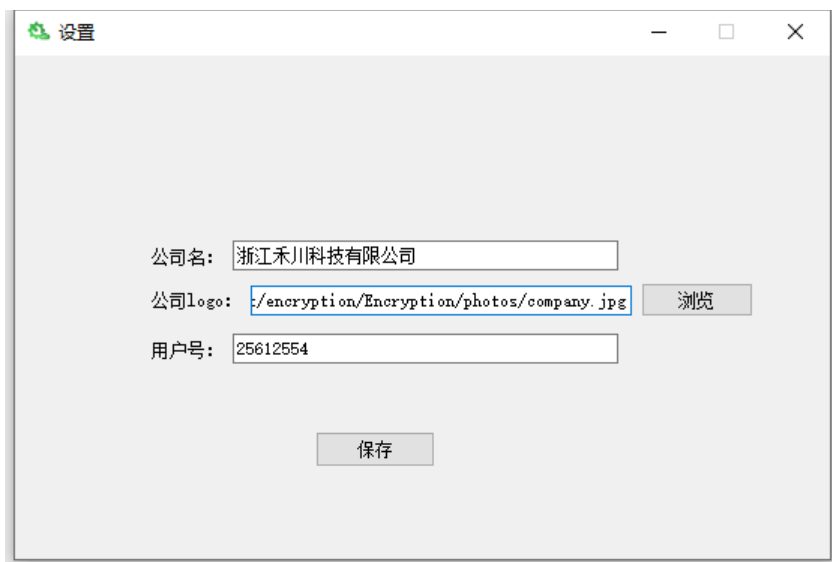 设置
公司名： 浙江禾川科技有限公司
公司logo： :/encryption/Encryption/photos/company.jpg 浏览
用户号： 25612554
保存